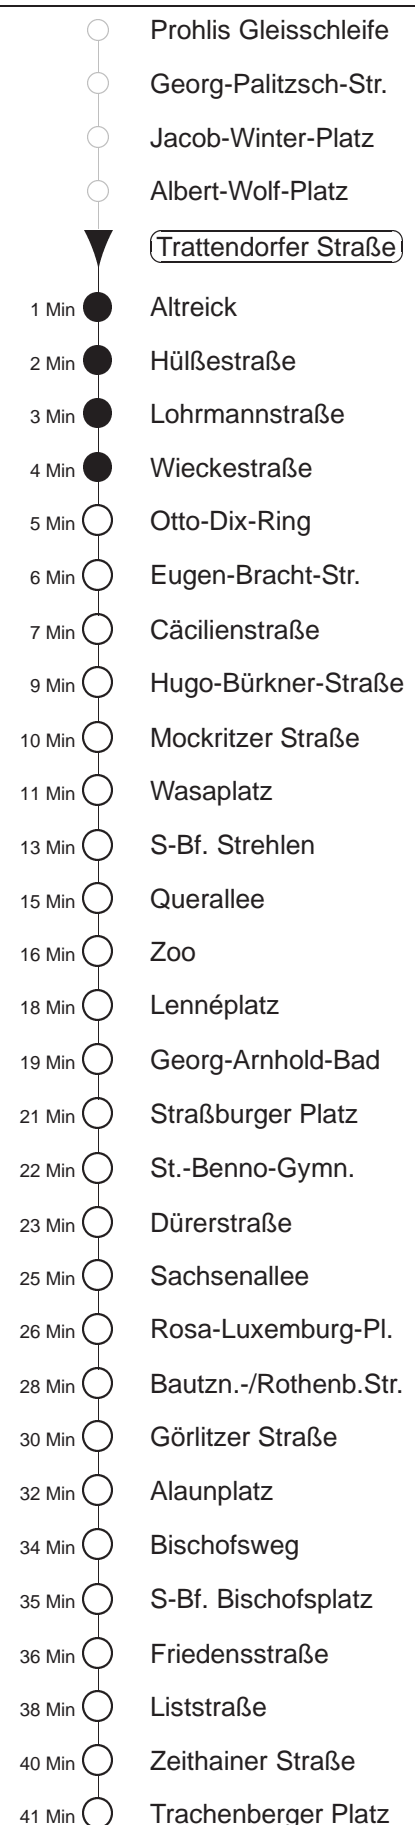 Prohlis Gleisschleife
Georg-Palitzsch-Str.
Jacob-Winter-Platz
Albert-Wolf-Platz
Trattendorfer Straße
1 Min Altreick
2 Min Hülßestraße
3 Min Lohrmannstraße
4 Min Wieckestraße
5 Min Otto-Dix-Ring
6 Min Eugen-Bracht-Str.
7 Min Cäcilienstraße
9 Min Hugo-Bürkner-Straße
10 Min Mockritzer Straße
11 Min Wasaplatz
13 Min S-Bf. Strehlen
15 Min Querallee
16 Min Zoo
18 Min Lennéplatz
19 Min Georg-Arnhold-Bad
21 Min Straßburger Platz
22 Min St.-Benno-Gymn.
23 Min Dürerstraße
25 Min Sachsenallee
26 Min Rosa-Luxemburg-Pl.
28 Min Bautzn.-/Rothenb.Str.
30 Min Görlitzer Straße
32 Min Alaunplatz
34 Min Bischofsweg
35 Min S-Bf. Bischofsplatz
36 Min Friedensstraße
38 Min Liststraße
40 Min Zeithainer Straße
41 Min Trachenberger Platz